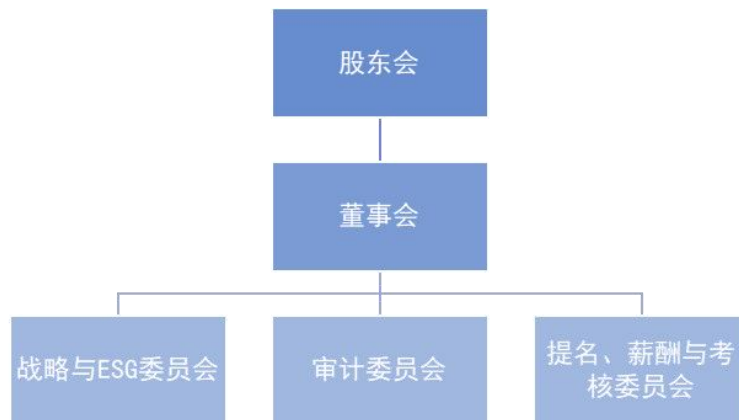 股东会
董事会
战略与ESG委员会
审计委员会
提名、薪酬与考
核委员会